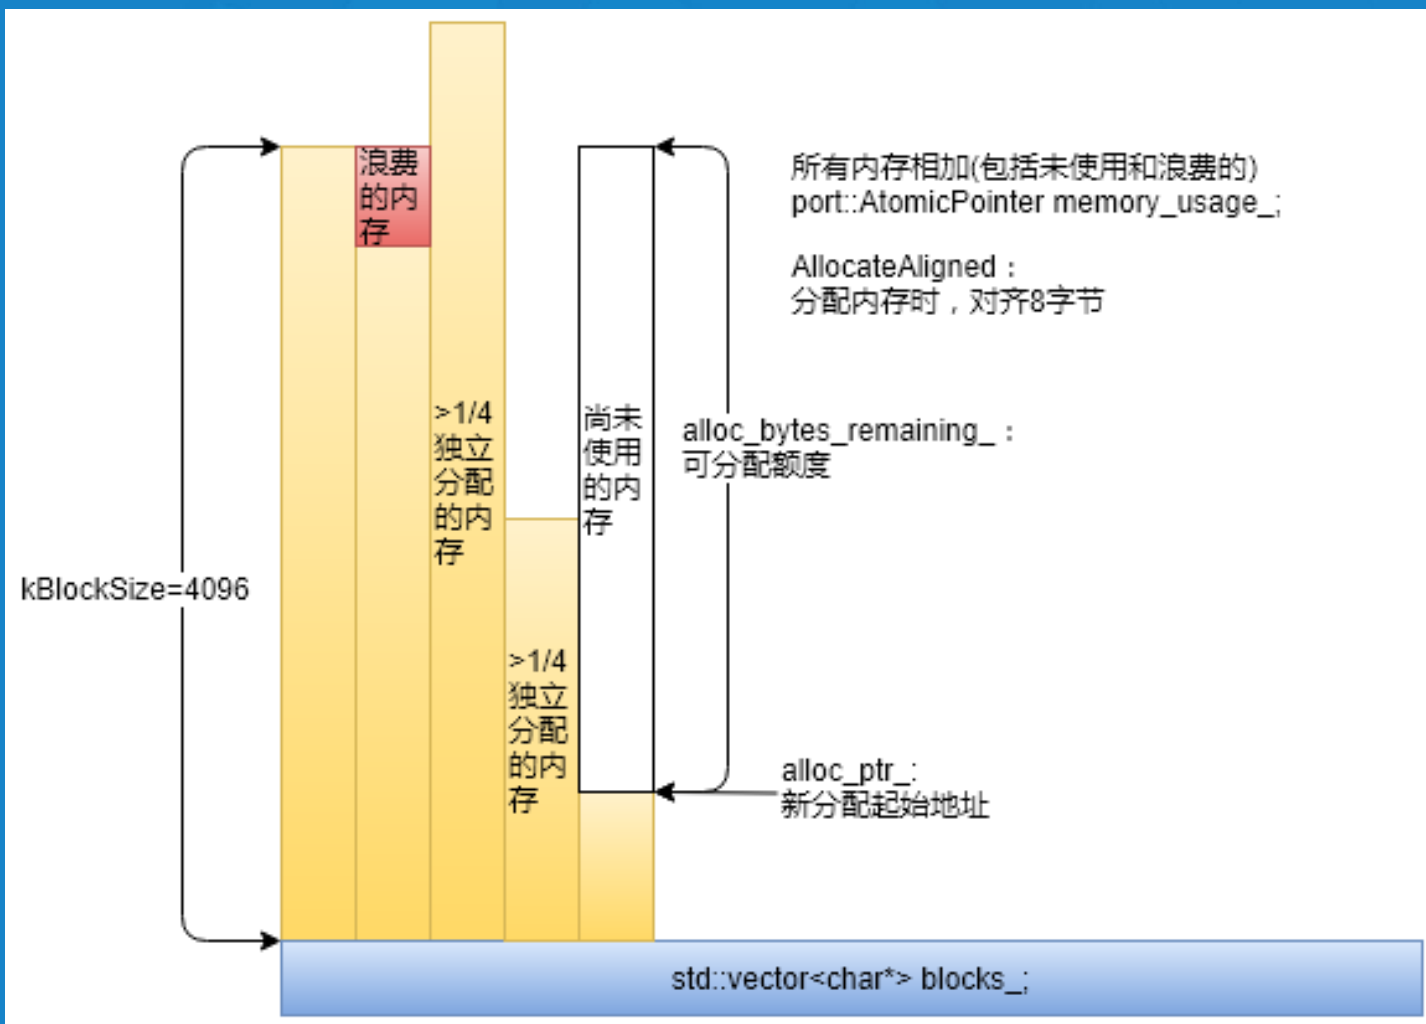 浪费
的内
存
所有内存相加(包括未使用和浪费的)
port::AtomicPointer memory_usage_;
AllocateAligned：
分配内存时，对齐8字节
>1/4
独立
分配
的内
存
尚未
使用
的内
存
alloc_bytes_remaining_：
可分配额度
kBlockSize=4096
>1/4
独立
分配
的内
存
alloc_ptr_:
新分配起始地址
std::vector<char*> blocks_;